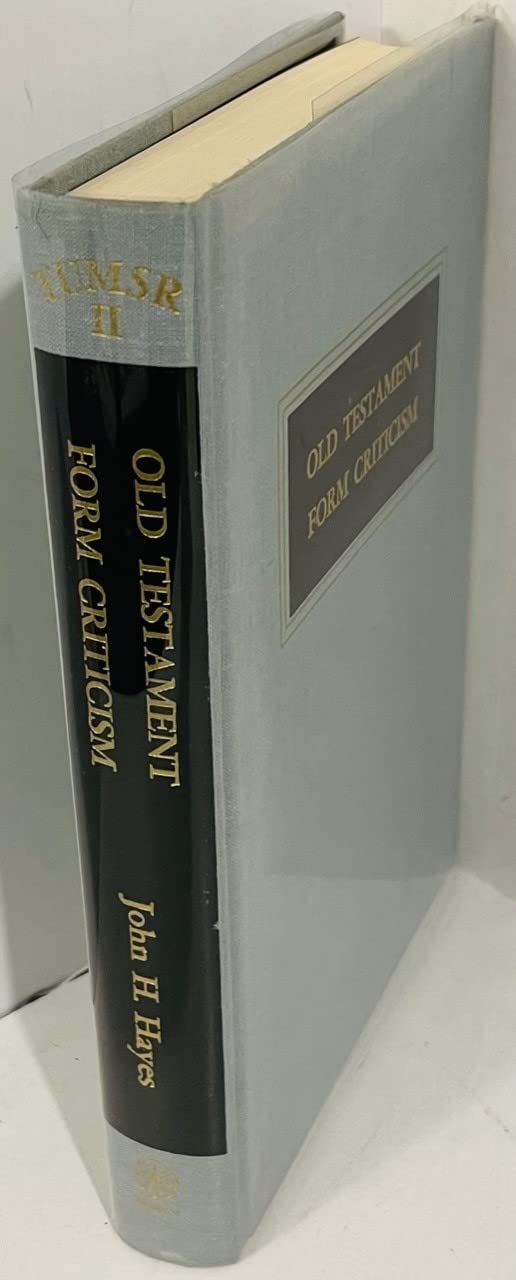 TUMSR
II
OLD TESTAMENT
FORM CRITICISM
John H. Hayes
OLD TESTAMENT
FORM CRITICISM